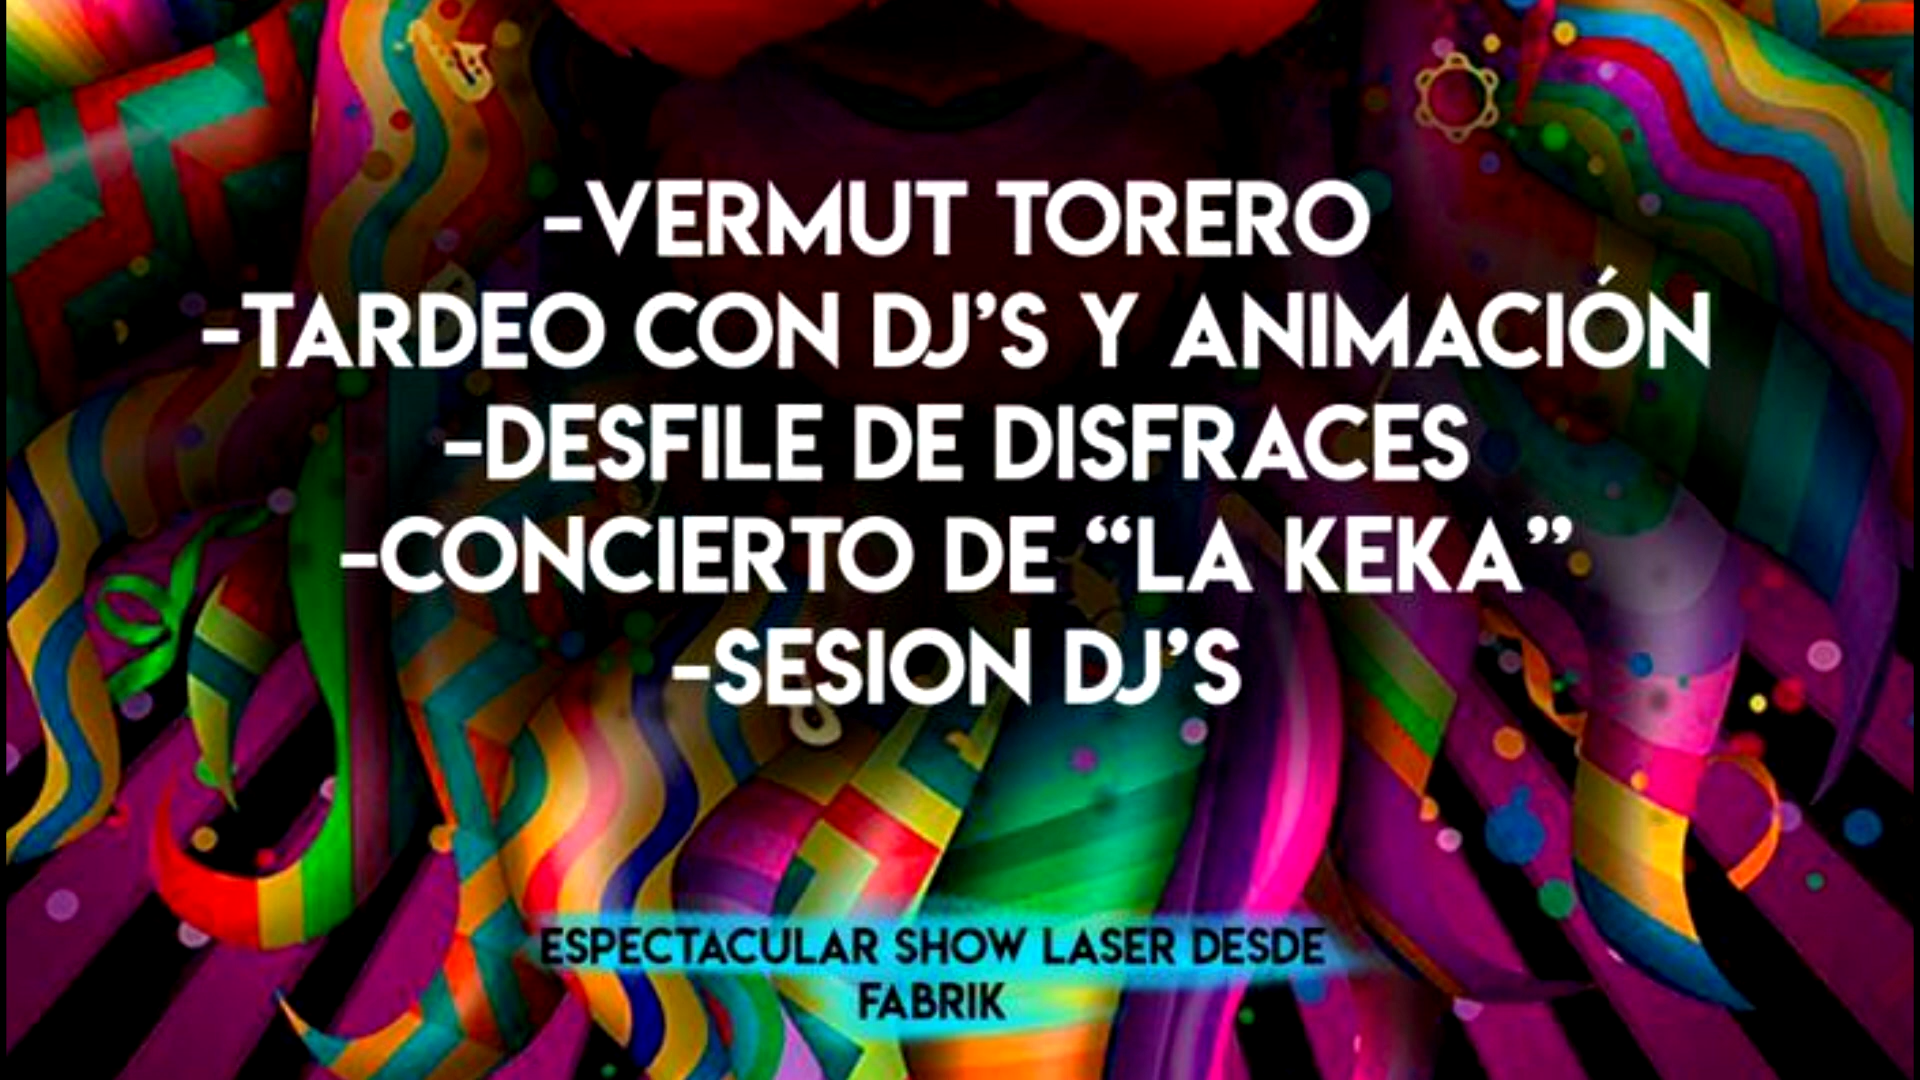 -VERMUT TORERO
-TARDEO CON DJ’S Y ANIMACIÓN
-DESFILE DE DISFRACES
-CONCIERTO DE “LA KEKA”
-SESION DJ’S
ESPECTACULAR SHOW LASER DESDE
FABRIK